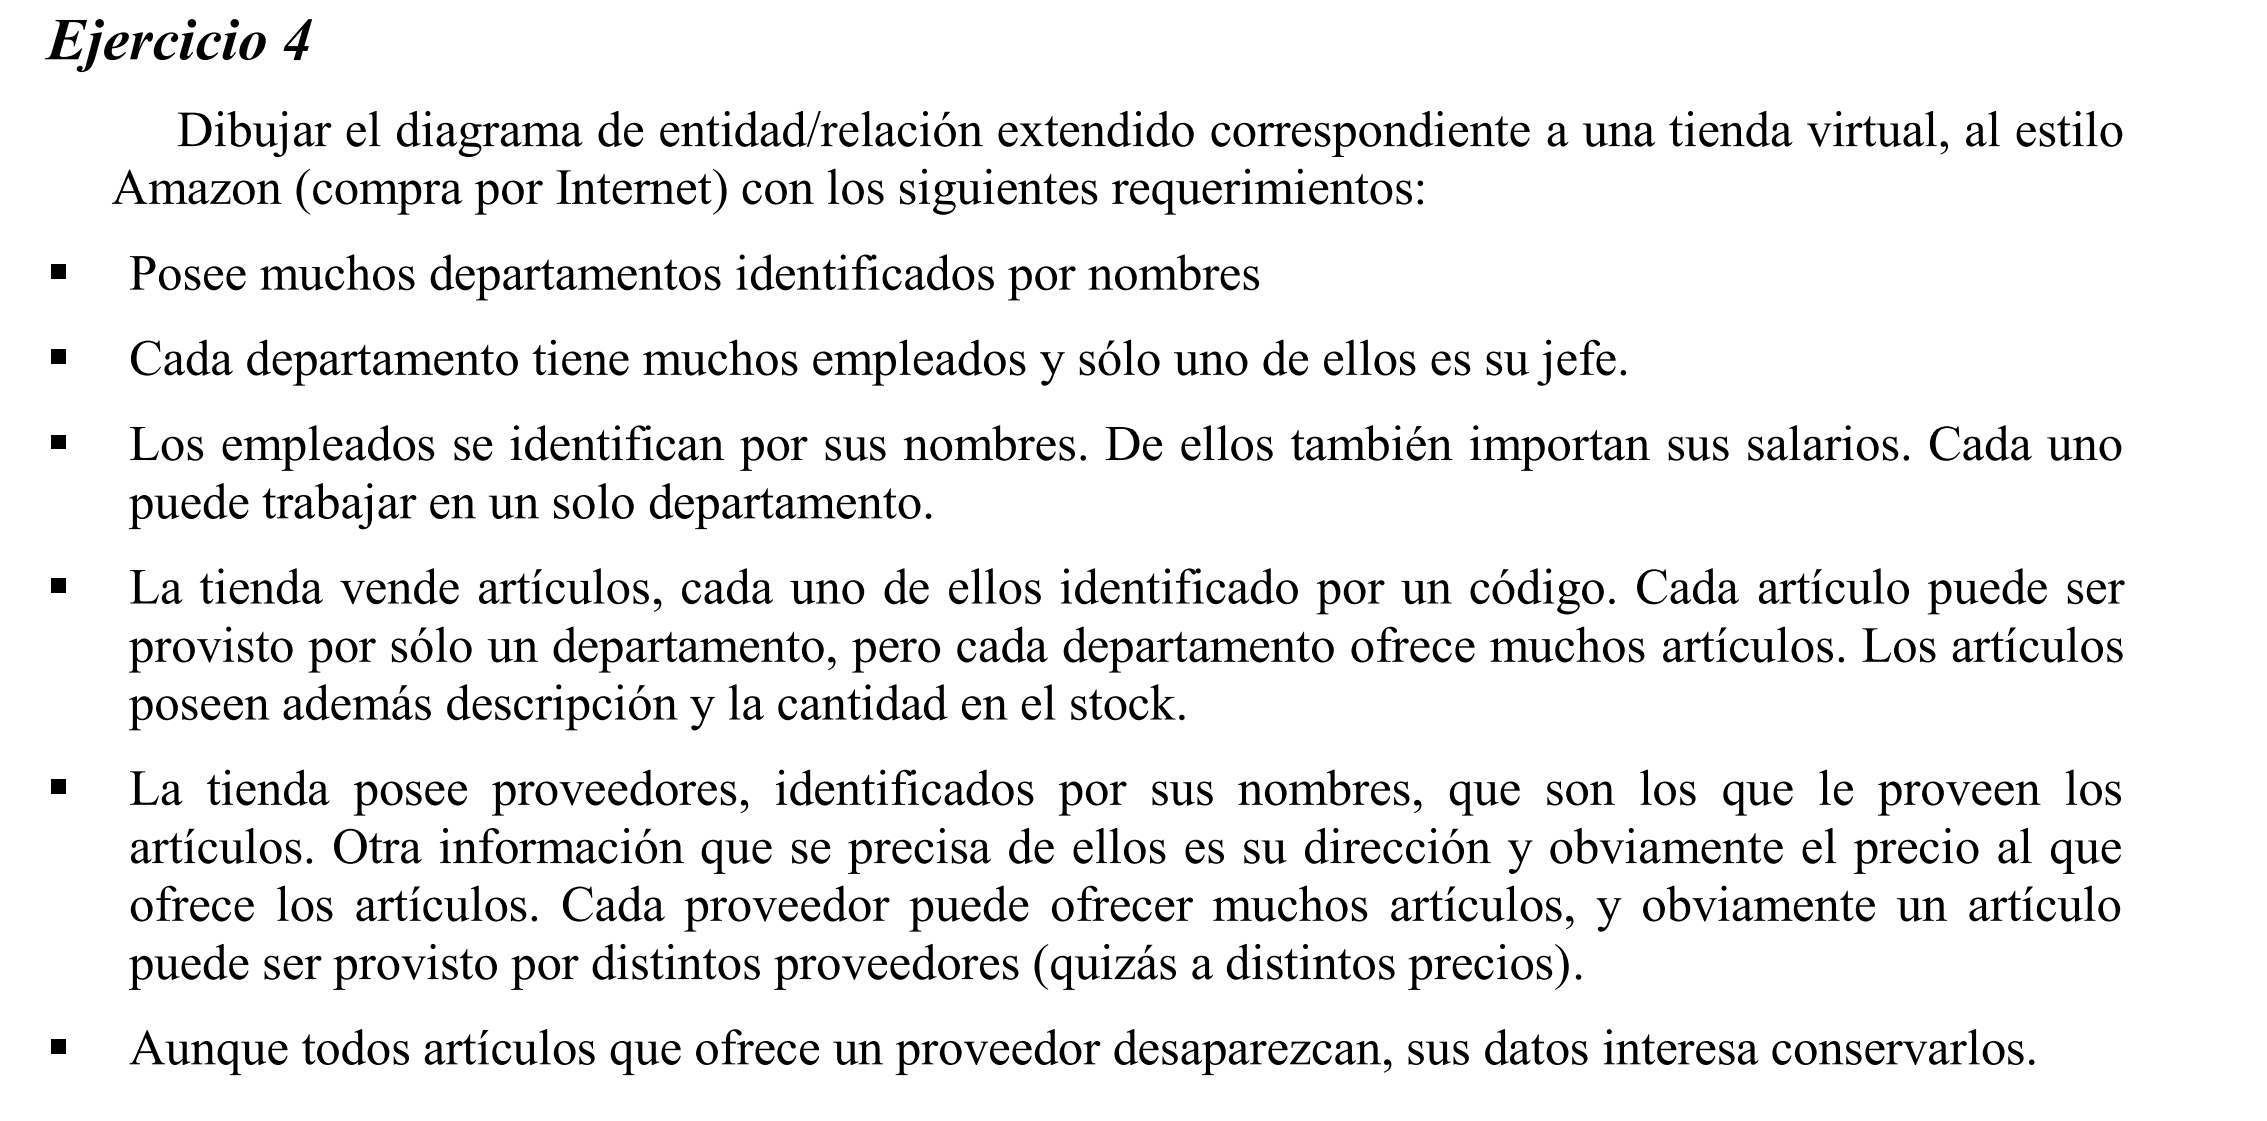 Ejercicio 4
Dibujar el diagrama de entidad/relación extendido correspondiente a una tienda virtual, al estilo
Amazon (compra por Internet) con los siguientes requerimientos:
▪ Posee muchos departamentos identificados por nombres
▪ Cada departamento tiene muchos empleados y sólo uno de ellos es su jefe.
▪ Los empleados se identifican por sus nombres. De ellos también importan sus salarios. Cada uno
puede trabajar en un solo departamento.
▪ La tienda vende artículos, cada uno de ellos identificado por un código. Cada artículo puede ser
provisto por sólo un departamento, pero cada departamento ofrece muchos artículos. Los artículos
poseen además descripción y la cantidad en el stock.
▪ La tienda posee proveedores, identificados por sus nombres, que son los que le proveen los
artículos. Otra información que se precisa de ellos es su dirección y obviamente el precio al que
ofrece los artículos. Cada proveedor puede ofrecer muchos artículos, y obviamente un artículo
puede ser provisto por distintos proveedores (quizás a distintos precios).
▪ Aunque todos artículos que ofrece un proveedor desaparezcan, sus datos interesa conservarlos.